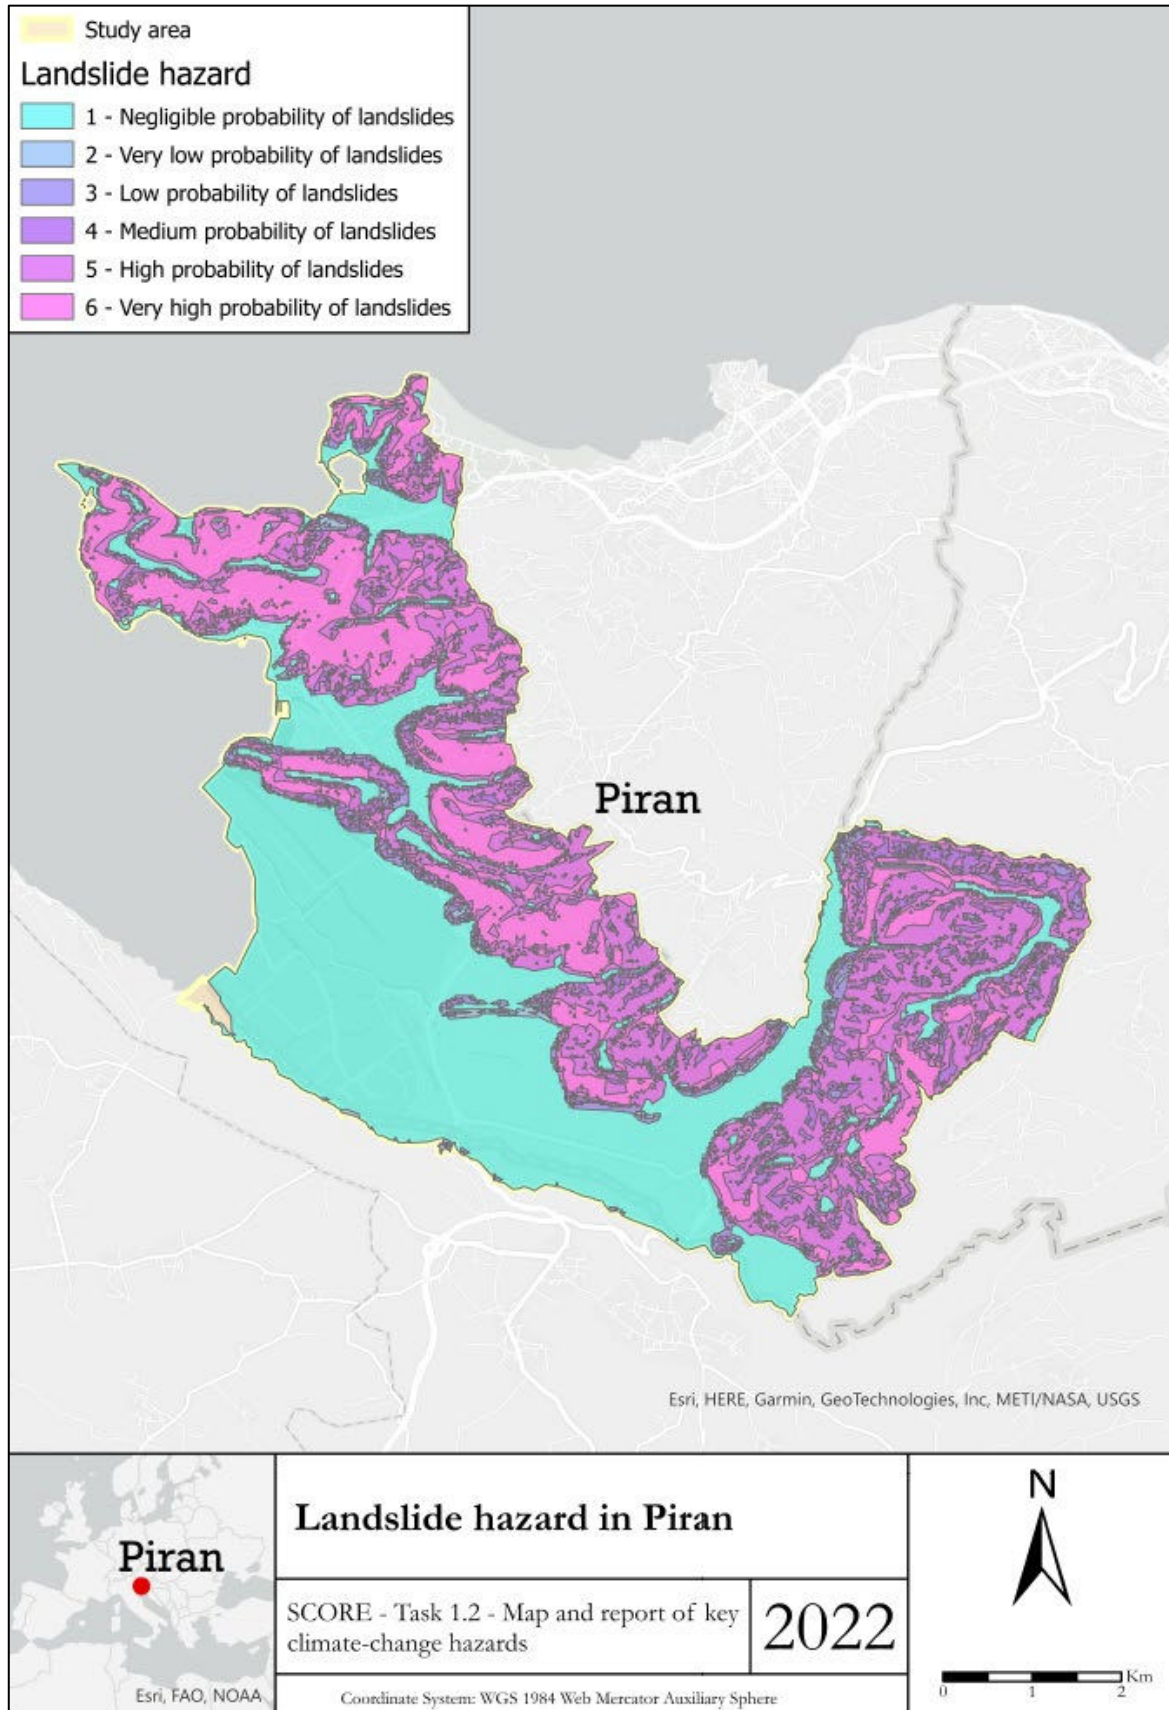 Study area
Landslide hazard
1 - Negligible probability of landslides
2 - Very low probability of landslides
3 - Low probability of landslides
4 - Medium probability of landslides
5 - High probability of landslides
6 - Very high probability of landslides
Piran
Esri, HERE, Garmin, GeoTechnologies, Inc, METI/NASA, USGS
Piran
Esri, FAO, NOAA
Landslide hazard in Piran
SCORE - Task 1.2 - Map and report of key
climate-change hazards
2022
Coordinate System: WGS 1984 Web Mercator Auxiliary Sphere
N
Km
0 1 2